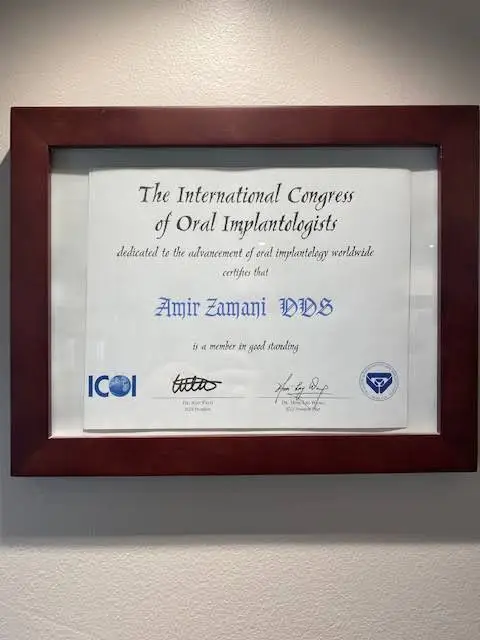 The International Congress
of Oral Implantologists
dedicated to the advancement of oral implantology worldwide
certifies that
Amir Zamani DDS
is a member in good standing
ICOI